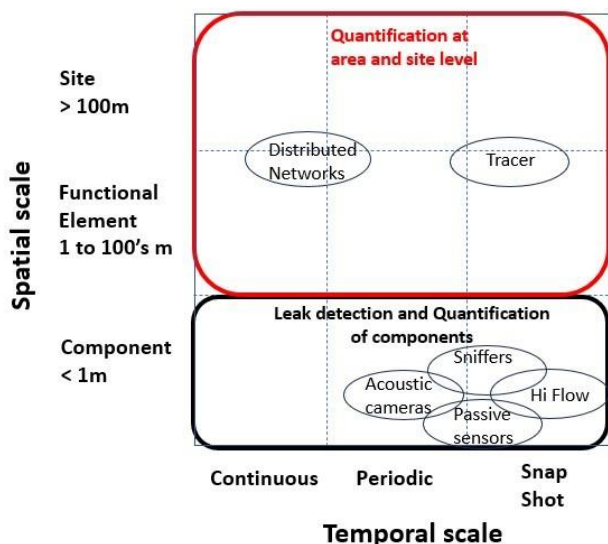 Quantification at
area and site level
Site
> 100m
Distributed
Networks
Tracer
Functional
Element
1 to 100's m
Spatial scale
Leak detection and Quantification
of components
Component
< 1m
Sniffers
Acoustic
cameras
Hi Flow
Passive
sensors
Continuous
Periodic
Snap
Shot
Temporal scale